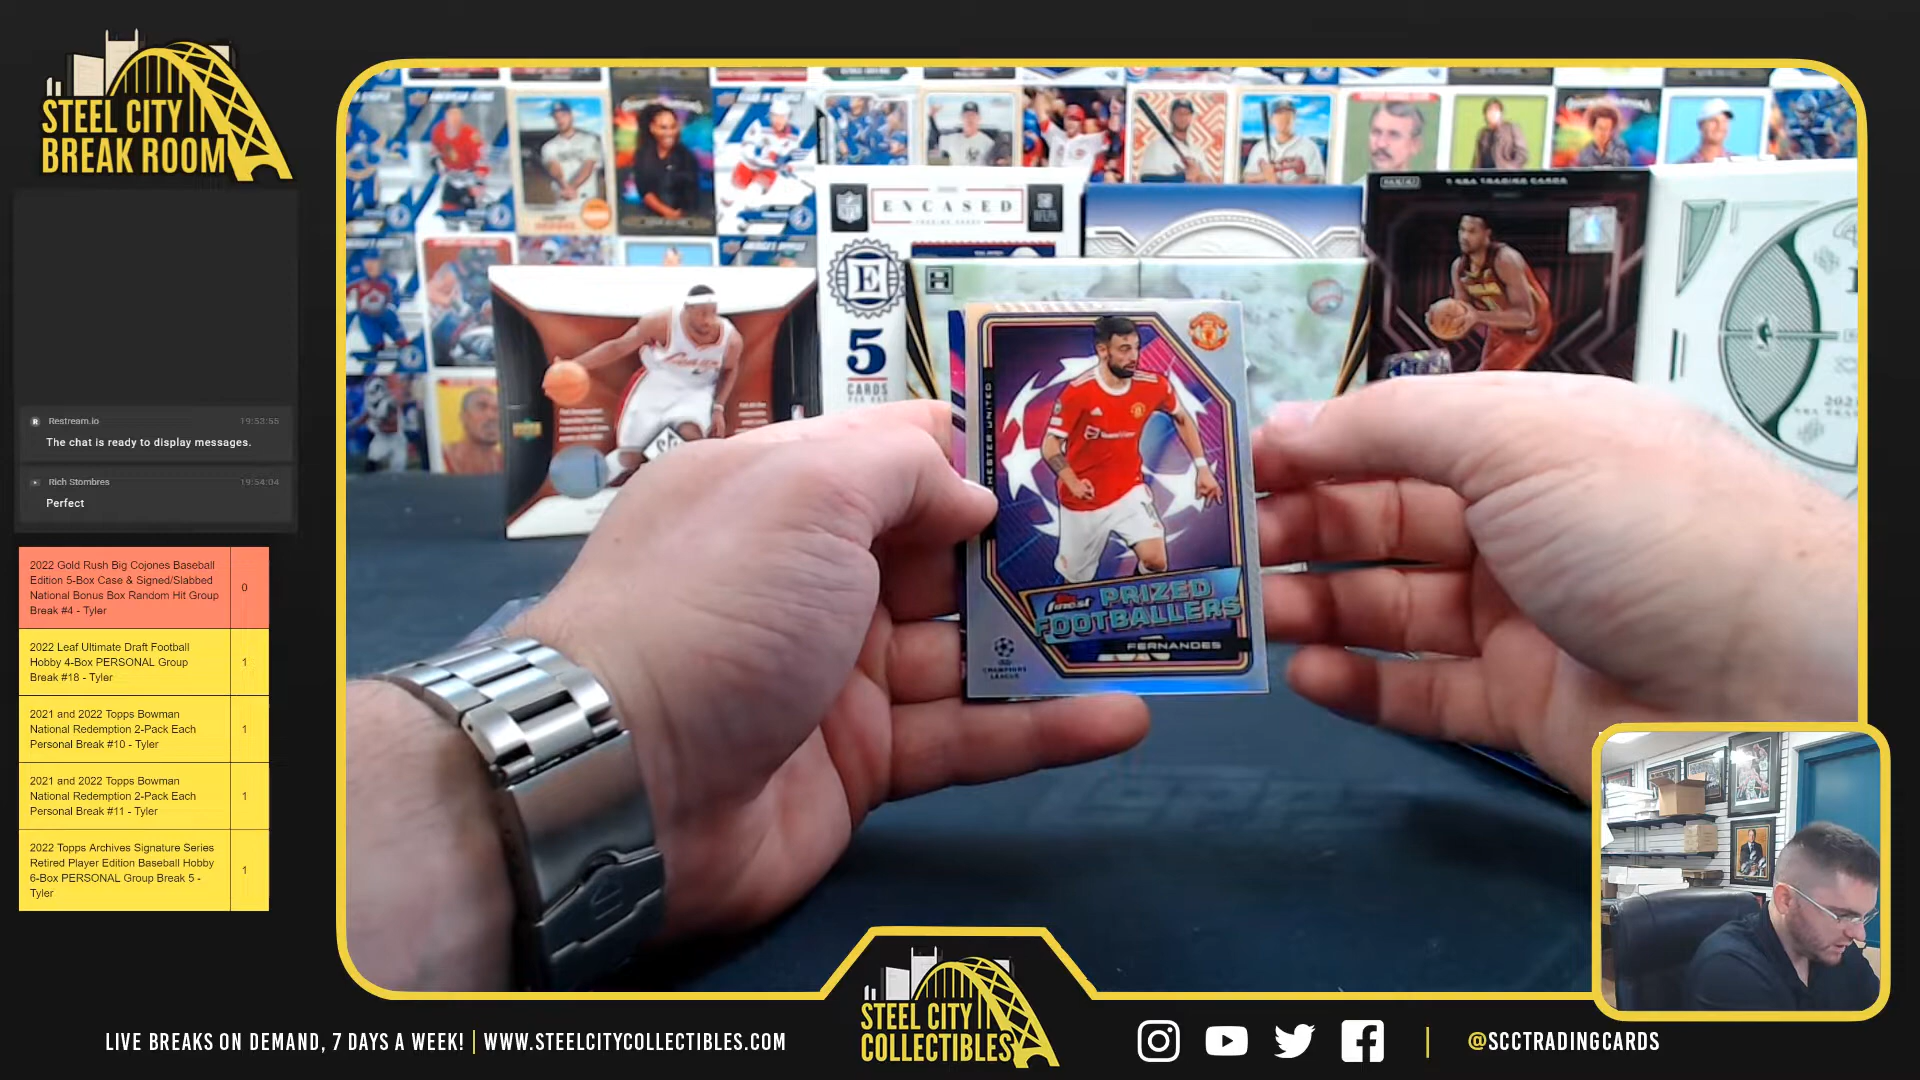 STEEL CITY
BREAK ROOM
Restream.io 19:53:55
The chat is ready to display messages.
Rich Stombres 19:54:04
Perfect
2022 Gold Rush Big Cojones Baseball
Edition 5-Box Case & Signed/Slabbed
National Bonus Box Random Hit Group
Break #4 - Tyler
0
2022 Leaf Ultimate Draft Football
Hobby 4-Box PERSONAL Group
Break #18 - Tyler
1
2021 and 2022 Topps Bowman
National Redemption 2-Pack Each
Personal Break #10 - Tyler
1
2021 and 2022 Topps Bowman
National Redemption 2-Pack Each
Personal Break #11 - Tyler
1
2022 Topps Archives Signature Series
Retired Player Edition Baseball Hobby
6-Box PERSONAL Group Break 5 -
Tyler
1
ENCASED
E
5
CARDS
finest
PRIZED
FOOTBALLERS
FERNANDES
CHAMPIONS
LEAGUE
STEEL CITY
COLLECTIBLES
LIVE BREAKS ON DEMAND, 7 DAYS A WEEK! | WWW.STEELCITYCOLLECTIBLES.COM
| @SCCTRADINGCARDS